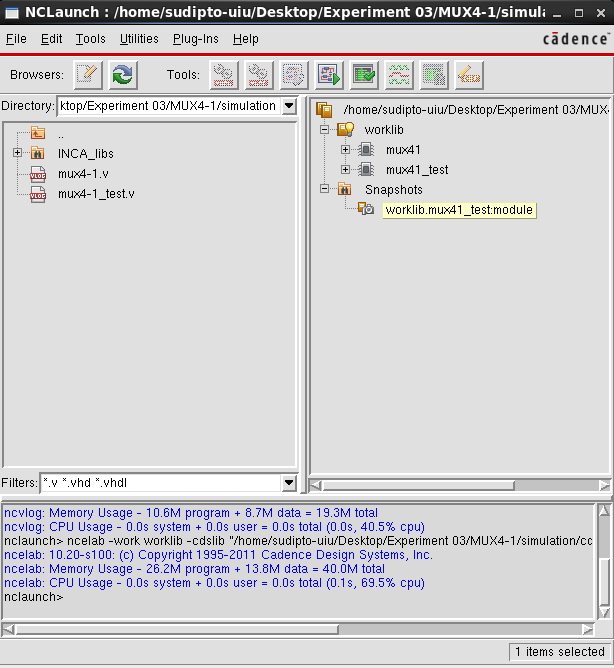 NCLaunch : /home/sudipto-uiu/Desktop/Experiment 03/MUX4-1/simula
File Edit Tools Utilities Plug-Ins Help cādence
Browsers: Tools:
Directory: ktop/Experiment 03/MUX4-1/simulation
..
INCA_libs
mux4-1.v
mux4-1_test.v
Filters: *.v *.vhd *.vhdl
/home/sudipto-uiu/Desktop/Experiment 03/MUX4
worklib
mux41
mux41_test
Snapshots
worklib.mux41_test:module
ncvlog: Memory Usage - 10.6M program + 8.7M data = 19.3M total
ncvlog: CPU Usage - 0.0s system + 0.0s user = 0.0s total (0.0s, 40.5% cpu)
nclaunch> ncelab -work worklib -cdslib "/home/sudipto-uiu/Desktop/Experiment 03/MUX4-1/simulation/cc
ncelab: 10.20-s100: (c) Copyright 1995-2011 Cadence Design Systems, Inc.
ncelab: Memory Usage - 26.2M program + 13.8M data = 40.0M total
ncelab: CPU Usage - 0.0s system + 0.0s user = 0.0s total (0.1s, 69.5% cpu)
nclaunch>
1 items selected